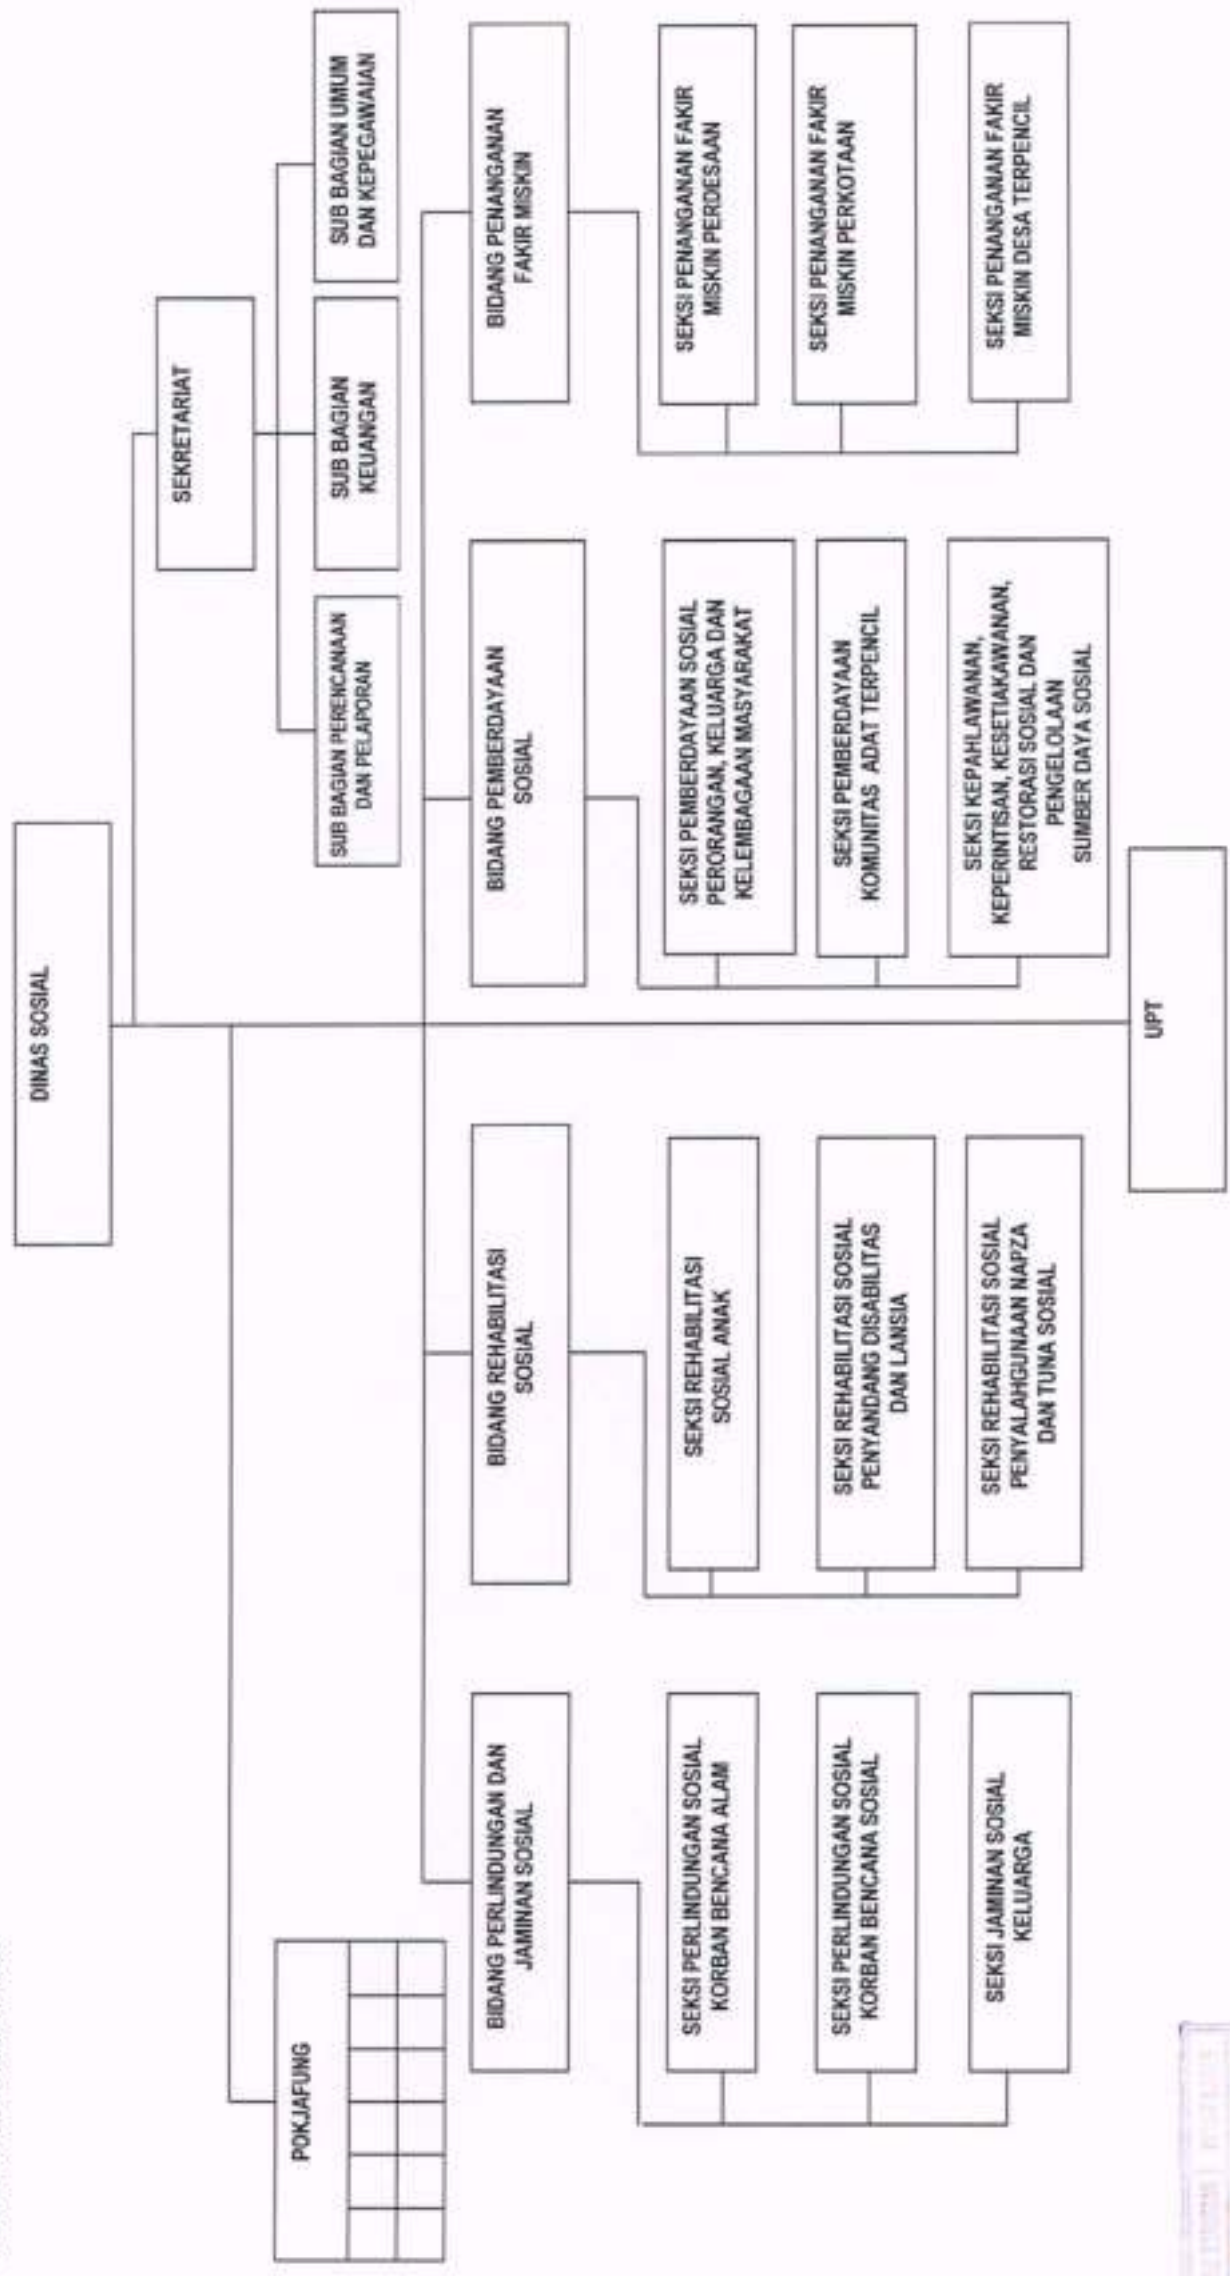 DINAS SOSIAL
SEKRETARIAT
SUB BAGIAN PERENCANAAN
DAN PELAPORAN
SUB BAGIAN
KEUANGAN
SUB BAGIAN UMUM
DAN KEPEGAWAIAN
POKJAFUNG
BIDANG PERLINDUNGAN DAN
JAMINAN SOSIAL
SEKSI PERLINDUNGAN SOSIAL
KORBAN BENCANA ALAM
SEKSI PERLINDUNGAN SOSIAL
KORBAN BENCANA SOSIAL
SEKSI JAMINAN SOSIAL
KELUARGA
BIDANG REHABILITASI
SOSIAL
SEKSI REHABILITASI
SOSIAL ANAK
SEKSI REHABILITASI SOSIAL
PENYANDANG DISABILITAS
DAN LANSIA
SEKSI REHABILITASI SOSIAL
PENYALAHGUNAAN NAPZA
DAN TUNA SOSIAL
BIDANG PEMBERDAYAAN
SOSIAL
SEKSI PEMBERDAYAAN SOSIAL
PERORANGAN, KELUARGA DAN
KELEMBAGAAN MASYARAKAT
SEKSI PEMBERDAYAAN
KOMUNITAS ADAT TERPENCIL
SEKSI KEPAHLAWANAN,
KEPERINTISAN, KESETIAKAWANAN,
RESTORASI SOSIAL DAN
PENGELOLAAN
SUMBER DAYA SOSIAL
BIDANG PENANGANAN
FAKIR MISKIN
SEKSI PENANGANAN FAKIR
MISKIN PERDESAAN
SEKSI PENANGANAN FAKIR
MISKIN PERKOTAAN
SEKSI PENANGANAN FAKIR
MISKIN DESA TERPENCIL
UPT